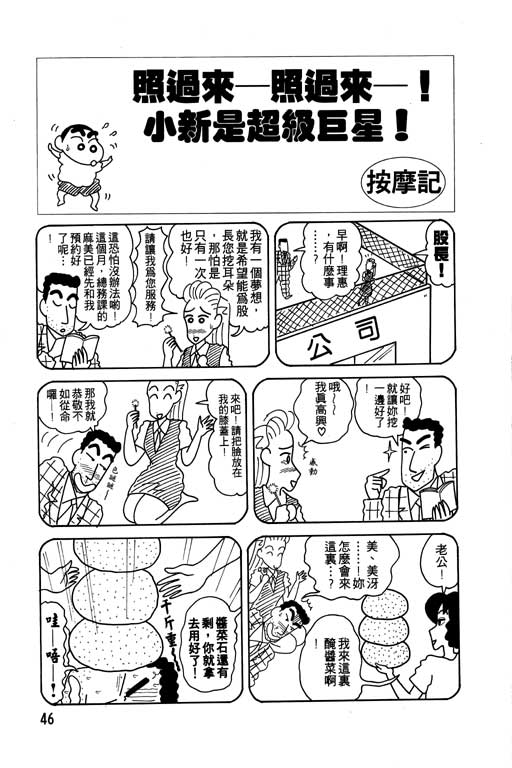 照過來—照過來—！
小新是超級巨星！
按摩記
股長！
早啊！理惠
，有什麼事
…？
公司
我有一個夢想，
就是希望能為股
長您挖耳朵
，那怕是
只有一次
也好！
請讓我為您服務！
這恐怕沒辦法喲！
這個月，總務課的
麻美已經先和我
預約好
了呢…
！
好吧！
就讓妳挖
一邊好了
！
哦～
我真高興♡
感動
來吧！請把臉放在
我的膝蓋上！
色瞇瞇…
那我就
恭敬不
如從命
囉！
老公！
美、美冴
……！妳
怎麼會來
這裏…？
我來這裏
醃醬菜啊
！
醬菜石還有
剩，你就拿
去用好了！
千斤重
哇—唔—！
46